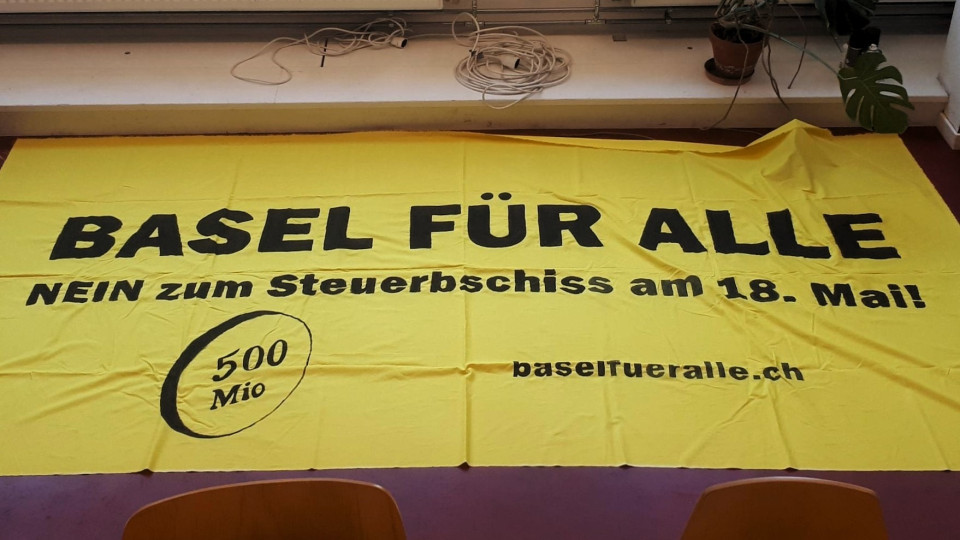 BASEL FÜR ALLE
NEIN zum Steuerbschiss am 18. Mai!
500
Mio
baselfueralle.ch